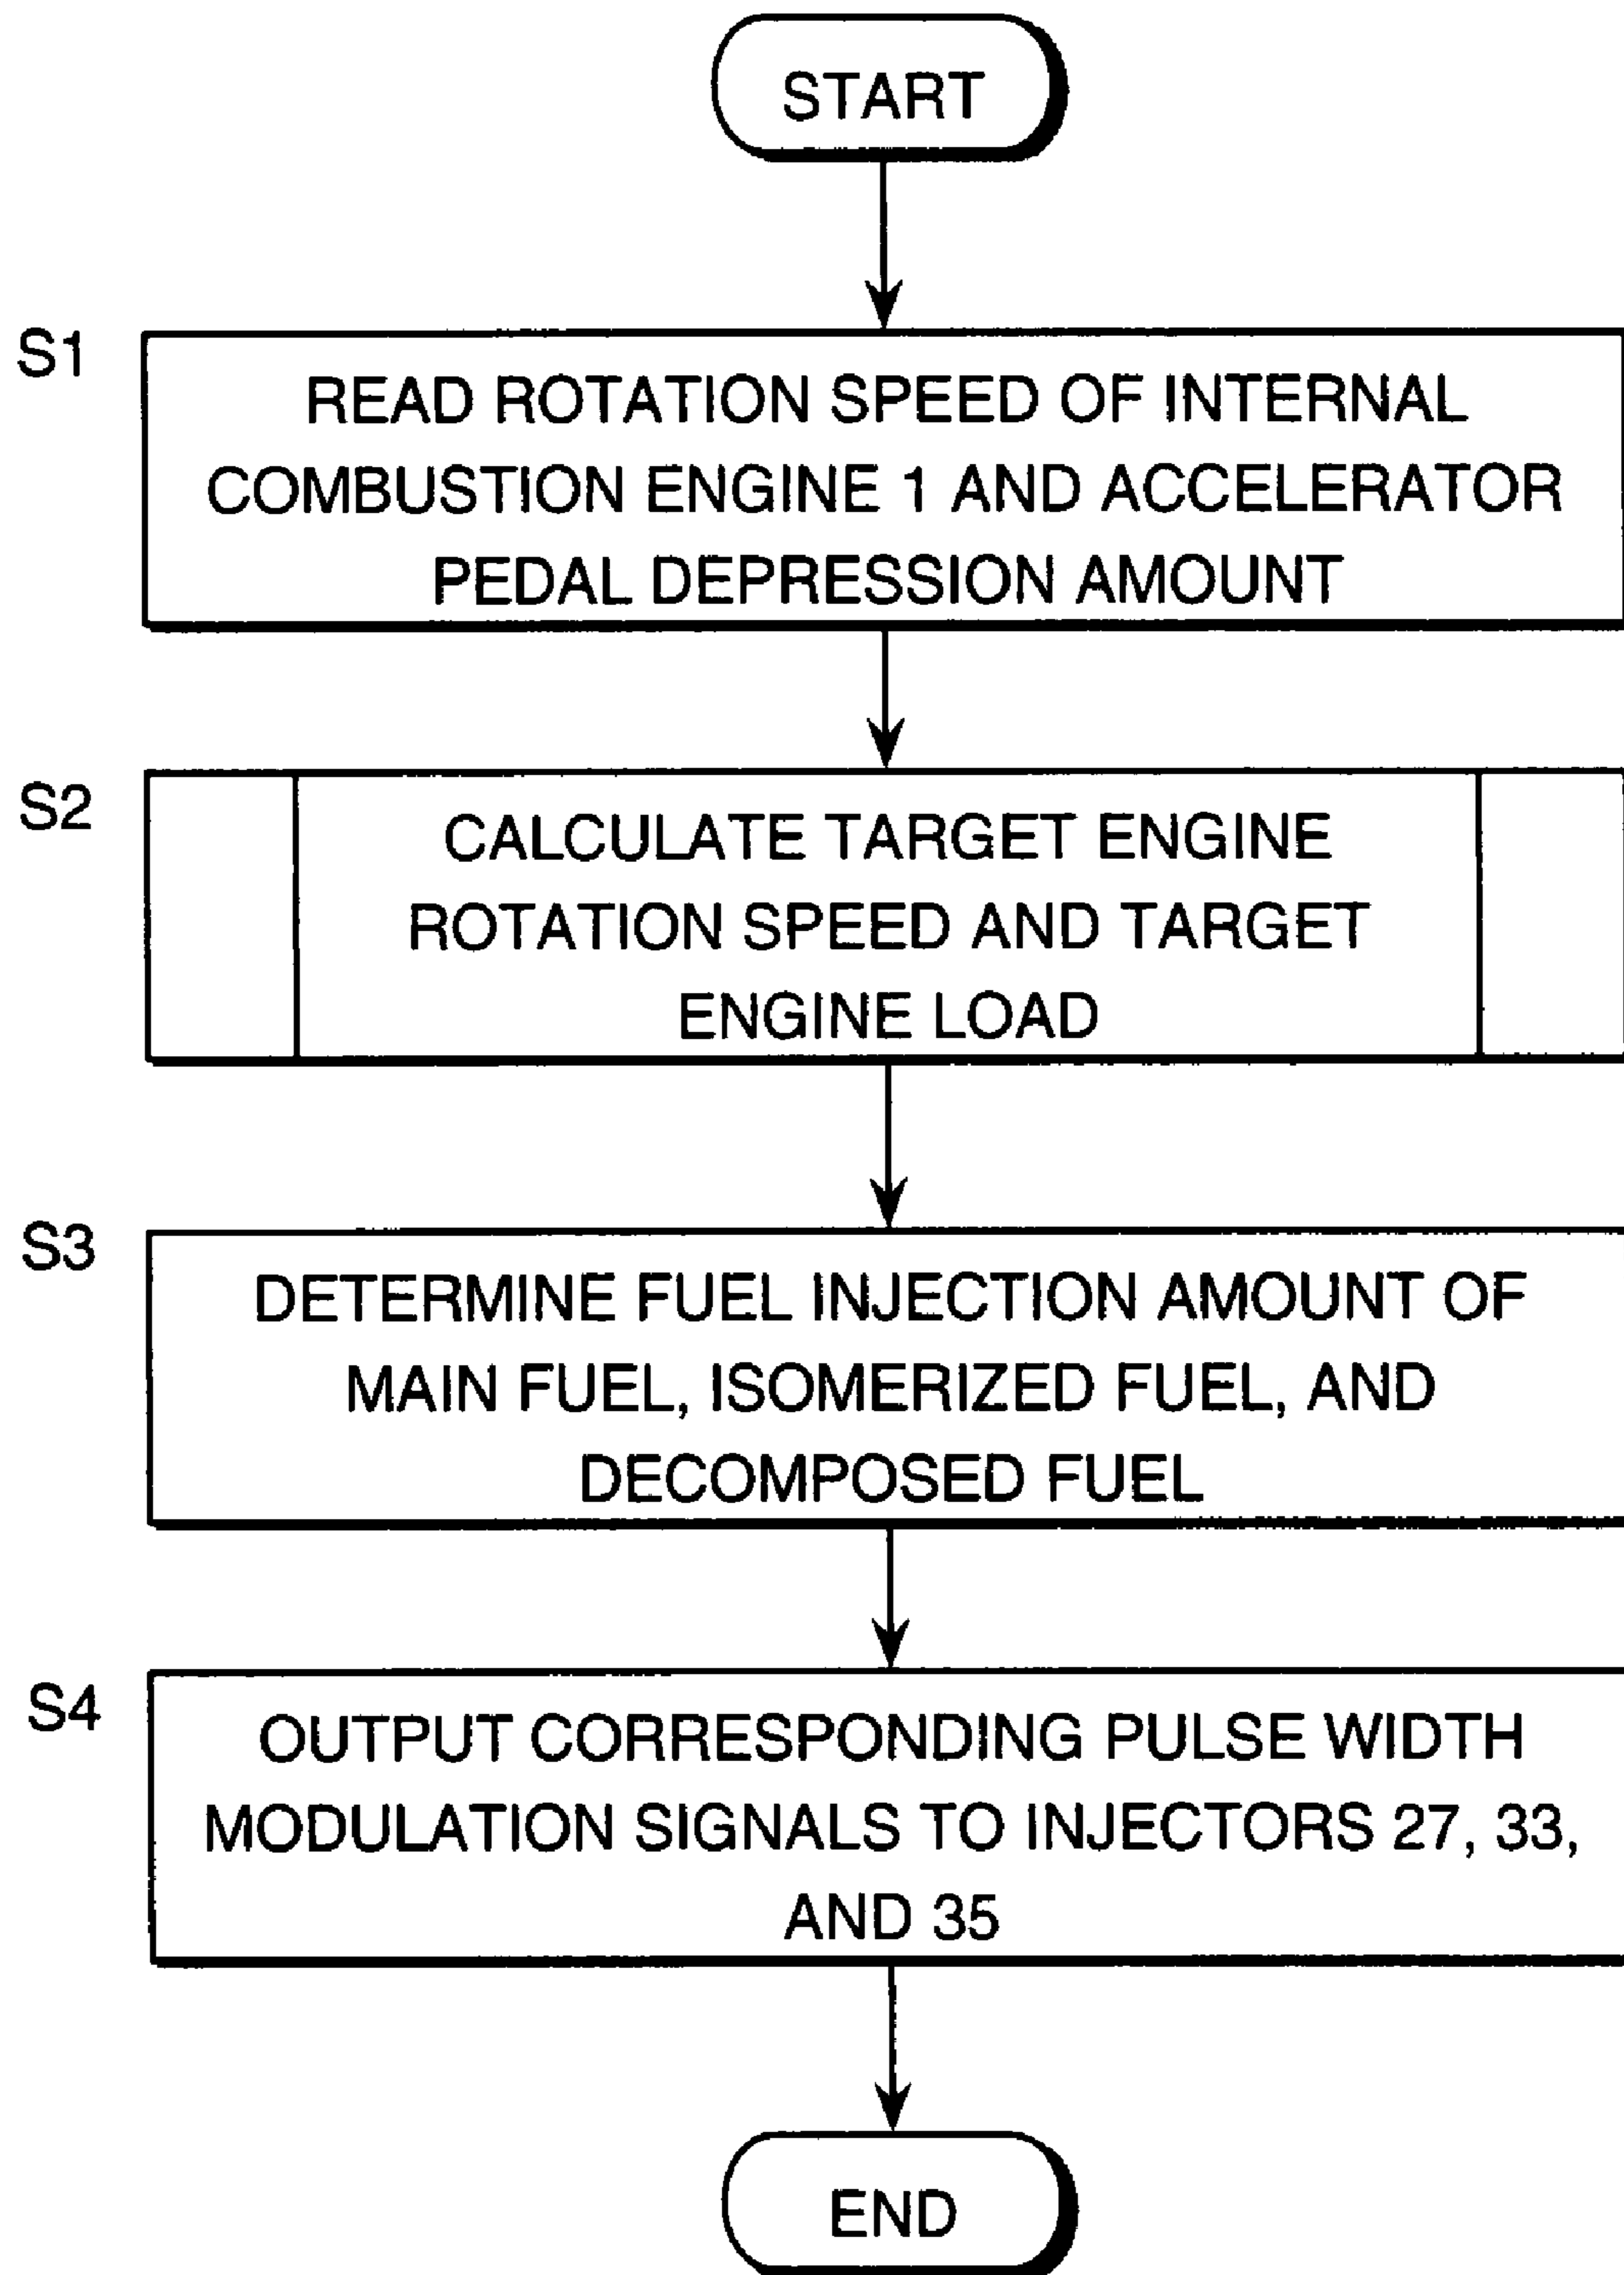 START
S1
READ ROTATION SPEED OF INTERNAL
COMBUSTION ENGINE 1 AND ACCELERATOR
PEDAL DEPRESSION AMOUNT
S2
CALCULATE TARGET ENGINE
ROTATION SPEED AND TARGET
ENGINE LOAD
S3
DETERMINE FUEL INJECTION AMOUNT OF
MAIN FUEL, ISOMERIZED FUEL, AND
DECOMPOSED FUEL
S4
OUTPUT CORRESPONDING PULSE WIDTH
MODULATION SIGNALS TO INJECTORS 27, 33,
AND 35
END